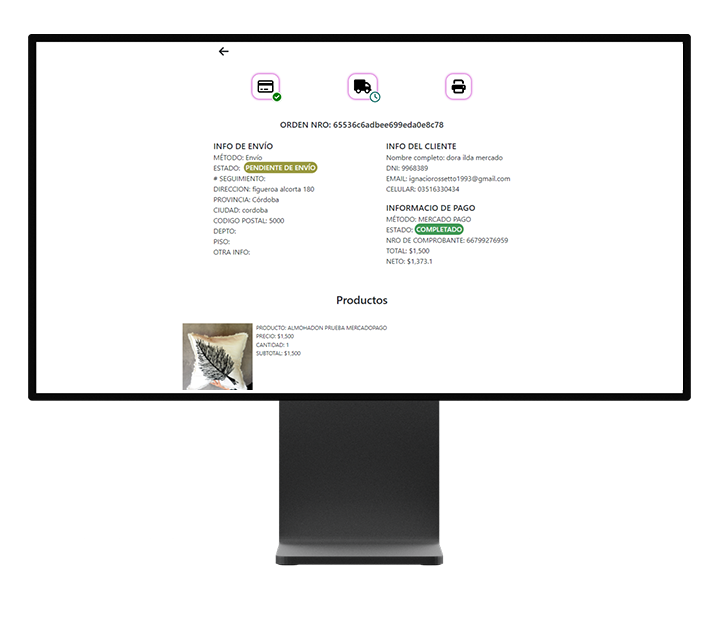 ORDEN NRO: 65536c6adbee699eda0e8c78
INFO DE ENVÍO
MÉTODO: Envío
ESTADO: PENDIENTE DE ENVÍO
# SEGUIMIENTO:
DIRECCION: figueroa alcorta 180
PROVINCIA: Córdoba
CIUDAD: cordoba
CODIGO POSTAL: 5000
DEPTO:
PISO:
OTRA INFO:
INFO DEL CLIENTE
Nombre completo: dora ilda mercado
DNI: 9968389
EMAIL: ignaciorossetto1993@gmail.com
CELULAR: 03516330434
INFORMACIO DE PAGO
MÉTODO: MERCADO PAGO
ESTADO: COMPLETADO
NRO DE COMPROBANTE: 66799276959
TOTAL: $1,500
NETO: $1,373.1
Productos
PRODUCTO: ALMOHADON PRUEBA MERCADOPAGO
PRECIO: $1,500
CANTIDAD: 1
SUBTOTAL: $1,500